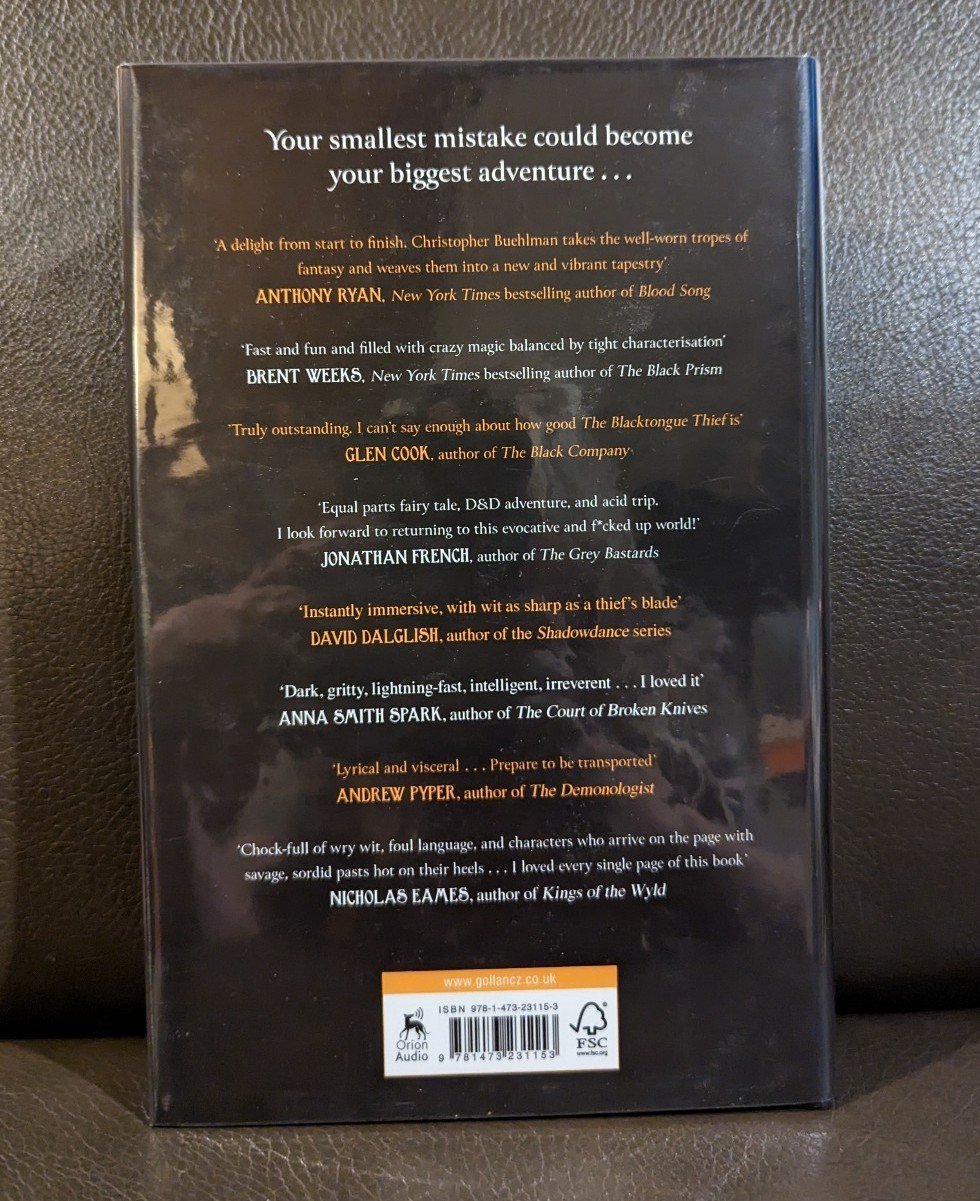 Your smallest mistake could become
your biggest adventure . . .
‘A delight from start to finish. Christopher Buehlman takes the well-worn tropes of
fantasy and weaves them into a new and vibrant tapestry’
ANTHONY RYAN, New York Times bestselling author of Blood Song
‘Fast and fun and filled with crazy magic balanced by tight characterisation’
BRENT WEEKS, New York Times bestselling author of The Black Prism
‘Truly outstanding. I can’t say enough about how good The Blacktongue Thief is’
GLEN COOK, author of The Black Company
‘Equal parts fairy tale, D&D adventure, and acid trip.
I look forward to returning to this evocative and f*cked up world!’
JONATHAN FRENCH, author of The Grey Bastards
‘Instantly immersive, with wit as sharp as a thief’s blade’
DAVID DALGLISH, author of the Shadowdance series
‘Dark, gritty, lightning-fast, intelligent, irreverent . . . I loved it’
ANNA SMITH SPARK, author of The Court of Broken Knives
‘Lyrical and visceral . . . Prepare to be transported’
ANDREW PYPER, author of The Demonologist
‘Chock-full of wry wit, foul language, and characters who arrive on the page with
savage, sordid pasts hot on their heels . . . I loved every single page of this book’
NICHOLAS EAMES, author of Kings of the Wyld
www.gollancz.co.uk
ISBN 978-1-473-23115-3
Orion
Audio
9 781473 231153
FSC
www.fsc.org